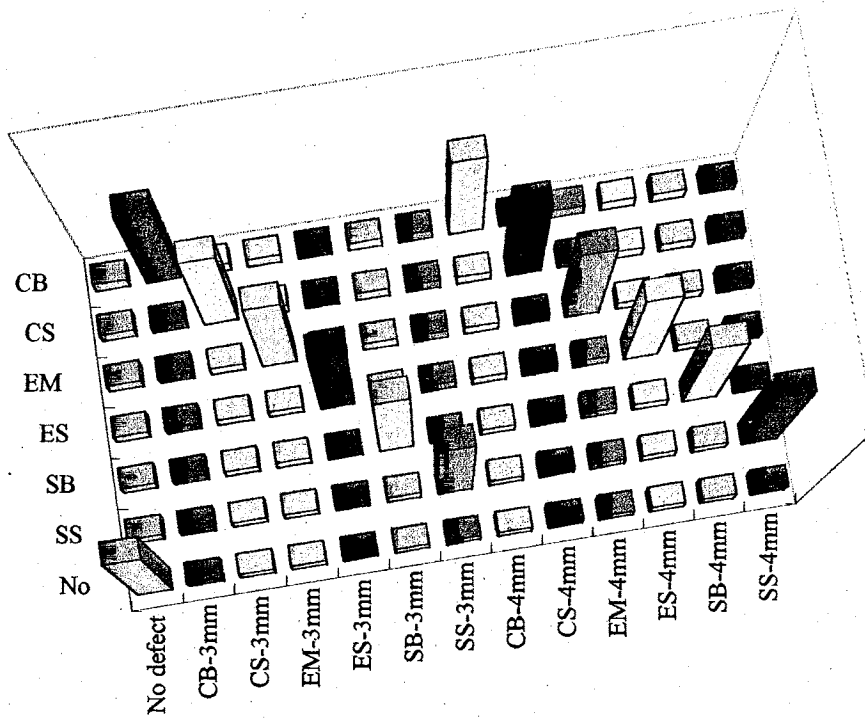 CB
CS
EM
ES
SB
SS
No
No defect
CB-3mm
CS-3mm
EM-3mm
ES-3mm
SB-3mm
SS-3mm
CB-4mm
CS-4mm
EM-4mm
ES-4mm
SB-4mm
SS-4mm